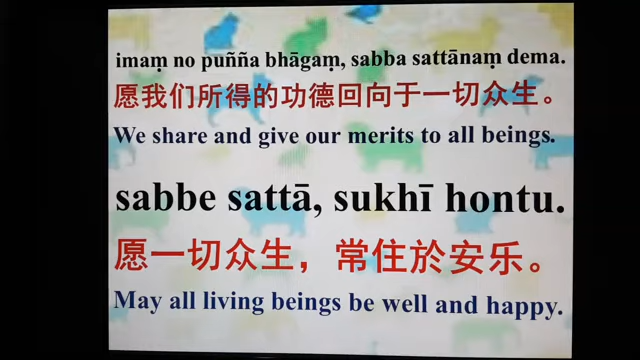 imaṃ no puñña bhāgaṃ, sabba sattānaṃ dema.
愿我们所得的功德回向于一切众生。
We share and give our merits to all beings.
sabbe sattā, sukhī hontu.
愿一切众生，常住於安乐。
May all living beings be well and happy.